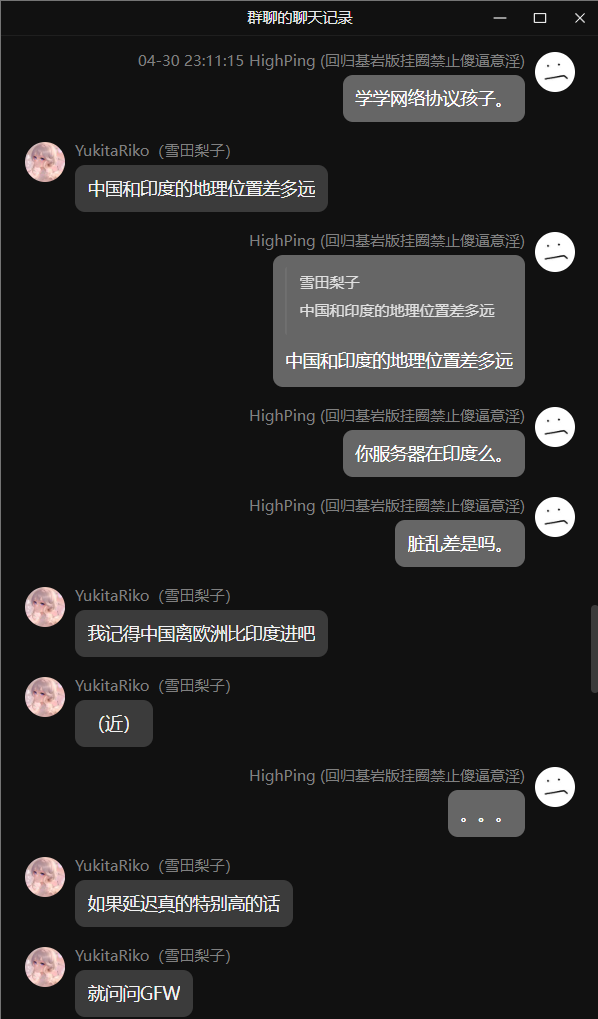 群聊的聊天记录
04-30 23:11:15 HighPing (回归基岩版挂圈禁止傻逼意淫)
学学网络协议孩子。
YukitaRiko（雪田梨子）
中国和印度的地理位置差多远
HighPing (回归基岩版挂圈禁止傻逼意淫)
雪田梨子
中国和印度的地理位置差多远
中国和印度的地理位置差多远
HighPing (回归基岩版挂圈禁止傻逼意淫)
你服务器在印度么。
HighPing (回归基岩版挂圈禁止傻逼意淫)
脏乱差是吗。
YukitaRiko（雪田梨子）
我记得中国离欧洲比印度进吧
YukitaRiko（雪田梨子）
（近）
HighPing (回归基岩版挂圈禁止傻逼意淫)
。。。
YukitaRiko（雪田梨子）
如果延迟真的特别高的话
YukitaRiko（雪田梨子）
就问问GFW